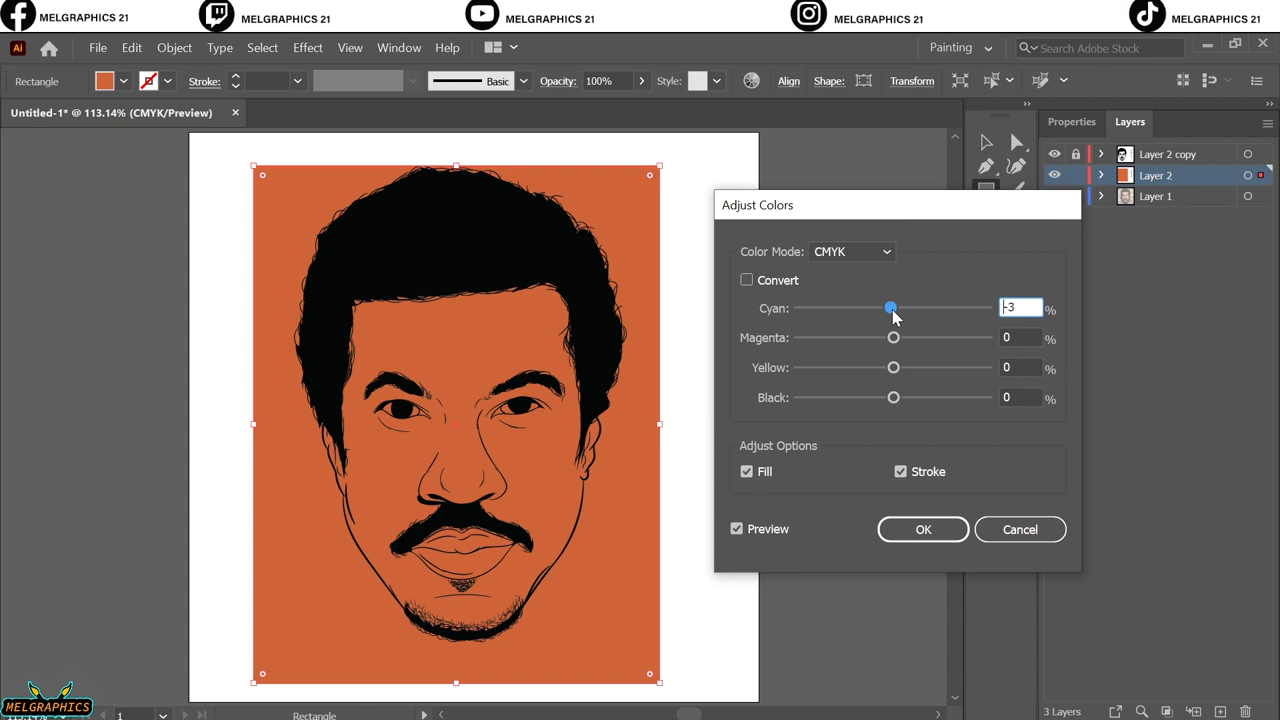 MELGRAPHICS 21
MELGRAPHICS 21
MELGRAPHICS 21
MELGRAPHICS 21
MELGRAPHICS 21
Ai File Edit Object Type Select Effect View Window Help Painting Search Adobe Stock
Rectangle Stroke: Basic Opacity: 100% Style: Align Shape: Transform
Untitled-1* @ 113.14% (CMYK/Preview)
Properties Layers
Layer 2 copy
Layer 2
Layer 1
Adjust Colors
Color Mode: CMYK
Convert
Cyan: -3 %
Magenta: 0 %
Yellow: 0 %
Black: 0 %
Adjust Options
Fill Stroke
Preview OK Cancel
MELGRAPHICS
1 Rectangle 3 Layers